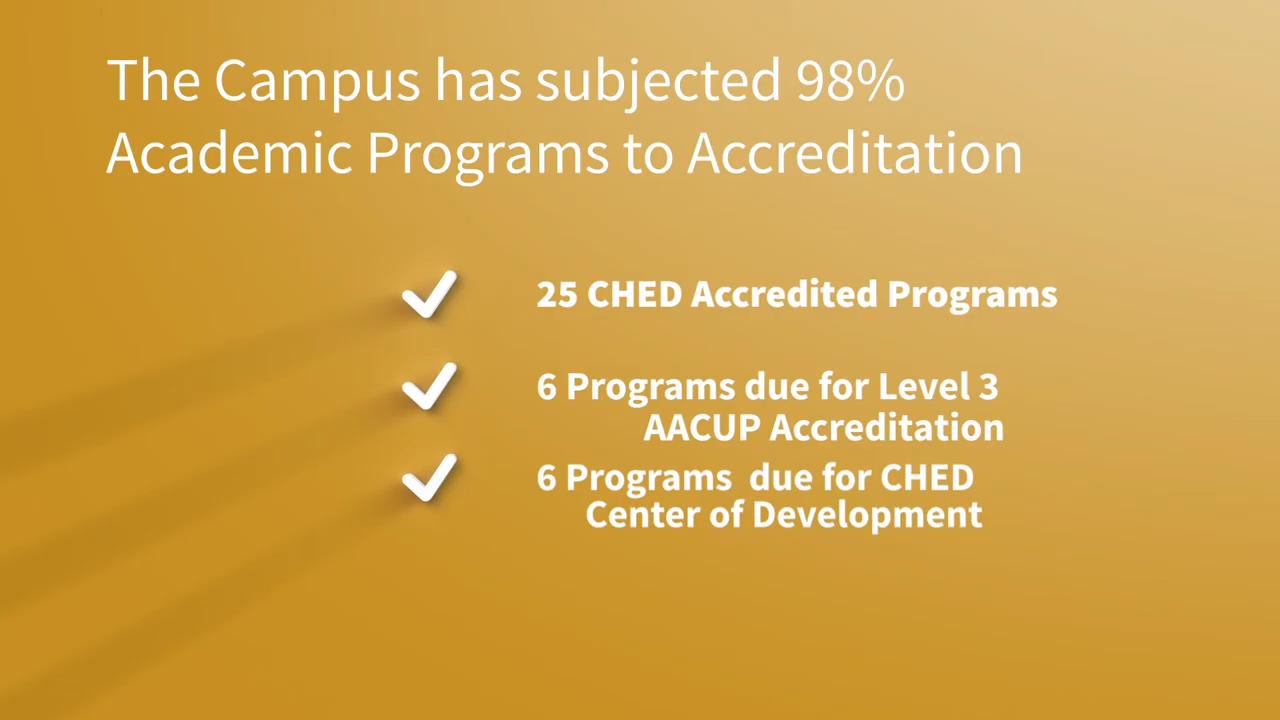 The Campus has subjected 98%
Academic Programs to Accreditation
25 CHED Accredited Programs
6 Programs due for Level 3
AACUP Accreditation
6 Programs  due for CHED
Center of Development